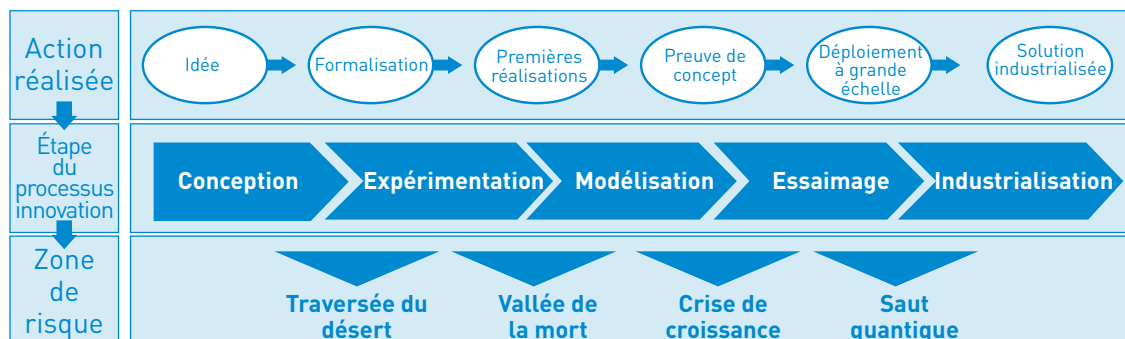 Action
réalisée
Idée
Formalisation
Premières
réalisations
Preuve de
concept
Déploiement
à grande
échelle
Solution
industrialisée
Étape
du
processus
innovation
Conception
Expérimentation
Modélisation
Essaimage
Industrialisation
Zone
de
risque
Traversée du
désert
Vallée de
la mort
Crise de
croissance
Saut
quantique